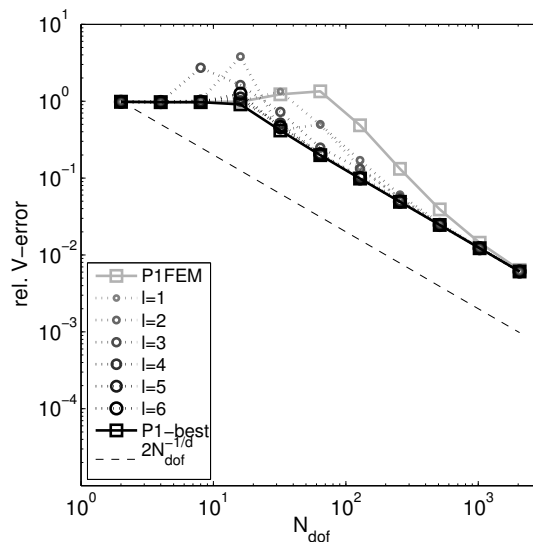 10^1
10^0
10^-1
10^-2
10^-3
10^-4
rel. V-error
P1FEM
l=1
l=2
l=3
l=4
l=5
l=6
P1-best
2N_dof^-1/d
10^0
10^1
10^2
10^3
N_dof